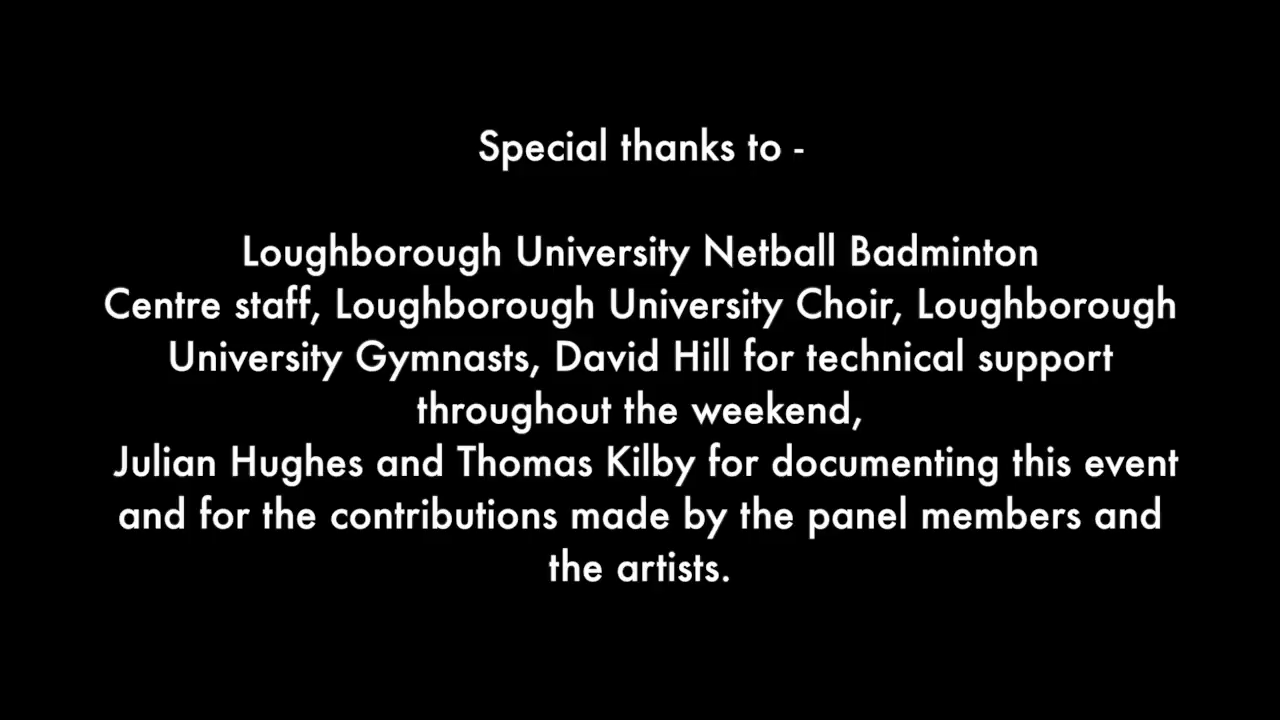 Special thanks to -
Loughborough University Netball Badminton
Centre staff, Loughborough University Choir, Loughborough
University Gymnasts, David Hill for technical support
throughout the weekend,
Julian Hughes and Thomas Kilby for documenting this event
and for the contributions made by the panel members and
the artists.